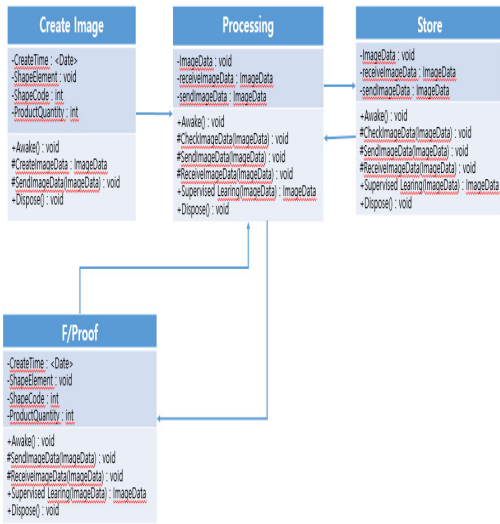 Create Image
-CreateTime : <Date>
-ShapeElement : void
-ShapeCode : int
-ProductQuantity : int
+Awake() : void
#CreateImageData : ImageData
#SendImageData(ImageData) : void
+Dispose() : void
Processing
-ImageData : void
-receiveImageData : ImageData
-sendImageData : ImageData
+Awake() : void
#CheckImageData(ImageData) : void
#SendImageData(ImageData) : void
#ReceiveImageData(ImageData) : void
+Supervised Learing(ImageData) : ImageData
+Dispose() : void
Store
-ImageData : void
-receiveImageData : ImageData
-sendImageData : ImageData
+Awake() : void
#CheckImageData(ImageData) : void
#SendImageData(ImageData) : void
#ReceiveImageData(ImageData) : void
+Supervised Learing(ImageData) : ImageData
+Dispose() : void
F/Proof
-CreateTime : <Date>
-ShapeElement : void
-ShapeCode : int
-ProductQuantity : int
+Awake() : void
#SendImageData(ImageData) : void
#ReceiveImageData(ImageData) : void
+Supervised Learing(ImageData) : ImageData
+Dispose() : void